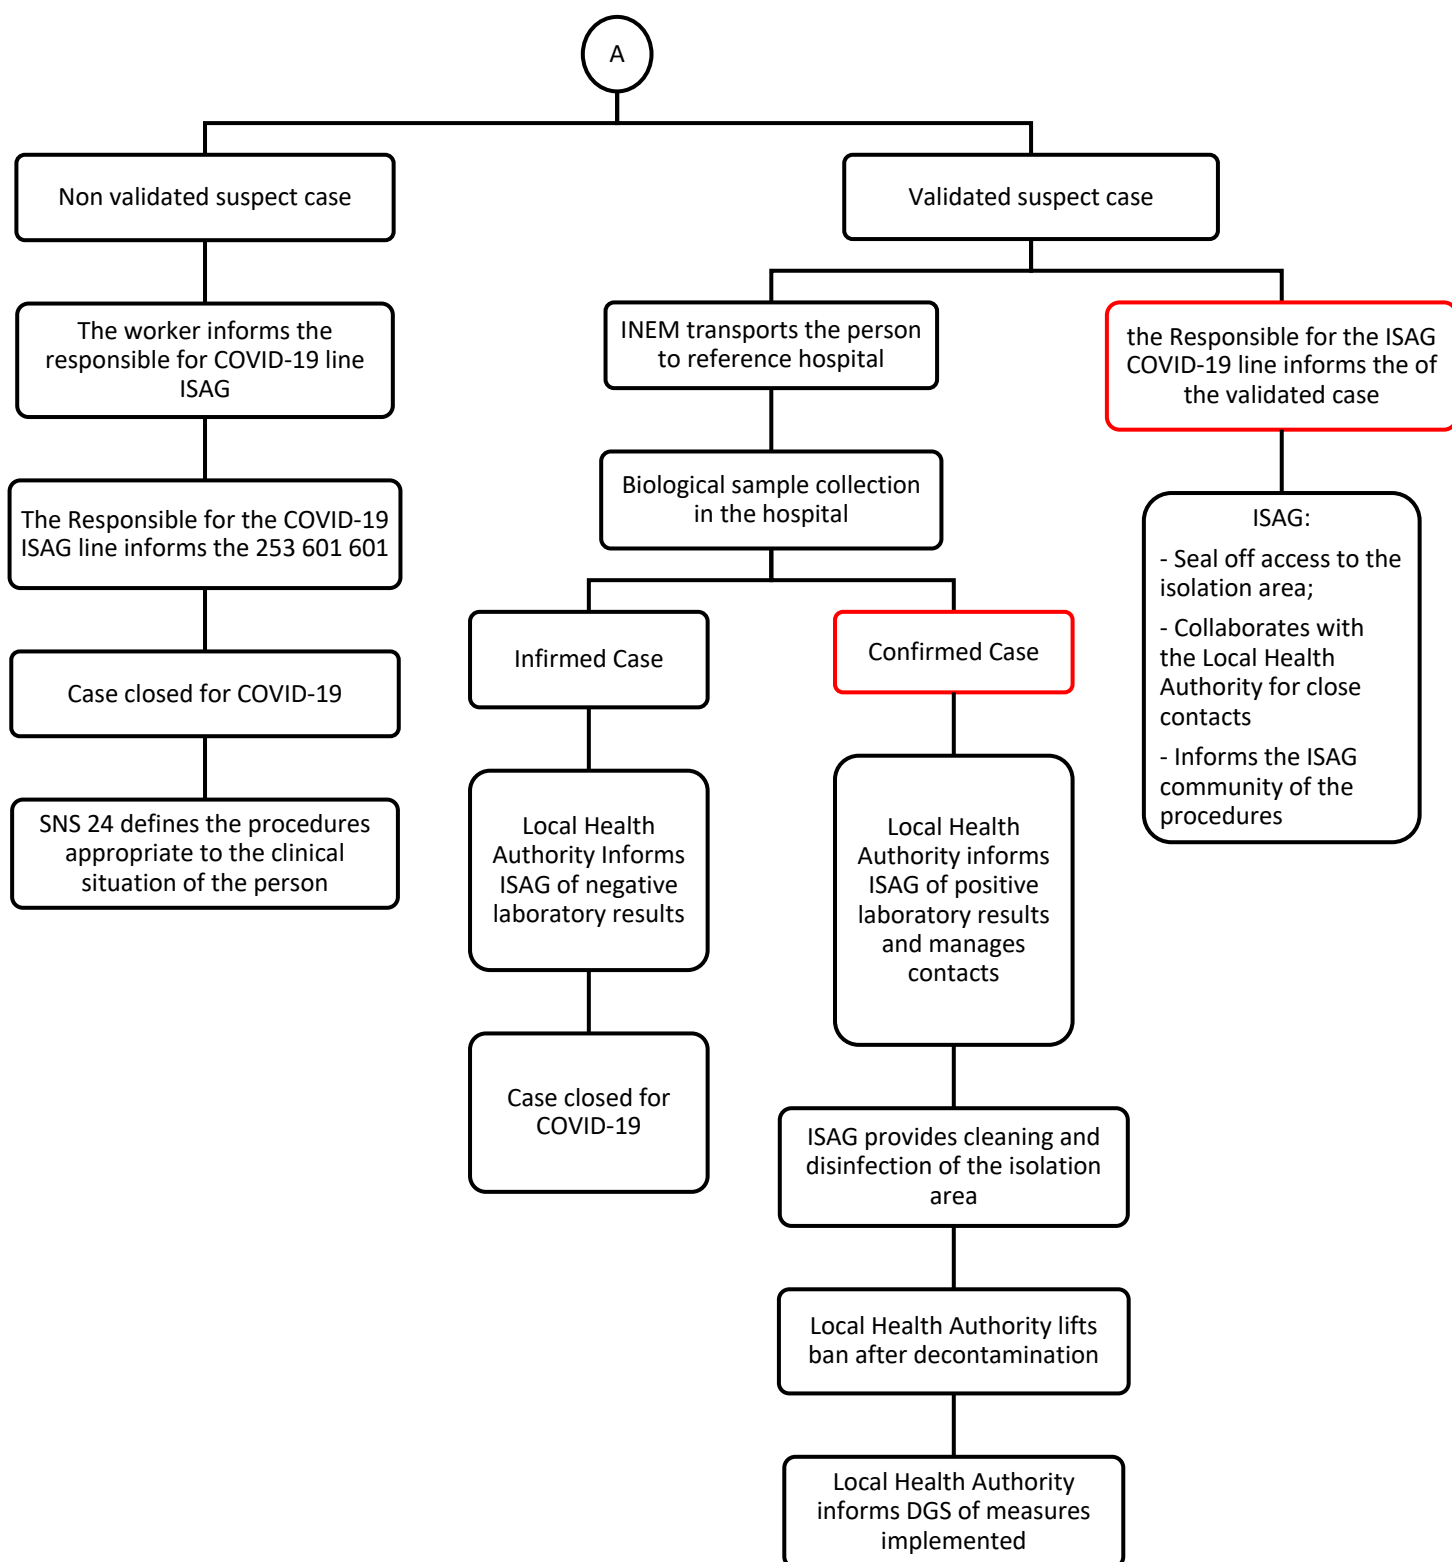 A
Non validated suspect case
Validated suspect case
The worker informs the
responsible for COVID-19 line
ISAG
INEM transports the person
to reference hospital
the Responsible for the ISAG
COVID-19 line informs the of
the validated case
The Responsible for the COVID-19
ISAG line informs the 253 601 601
Biological sample collection
in the hospital
ISAG:
- Seal off access to the
isolation area;
- Collaborates with
the Local Health
Authority for close
contacts
- Informs the ISAG
community of the
procedures
Case closed for COVID-19
Infirmed Case
Confirmed Case
SNS 24 defines the procedures
appropriate to the clinical
situation of the person
Local Health
Authority Informs
ISAG of negative
laboratory results
Local Health
Authority informs
ISAG of positive
laboratory results
and manages
contacts
Case closed for
COVID-19
ISAG provides cleaning and
disinfection of the isolation
area
Local Health Authority lifts
ban after decontamination
Local Health Authority
informs DGS of measures
implemented